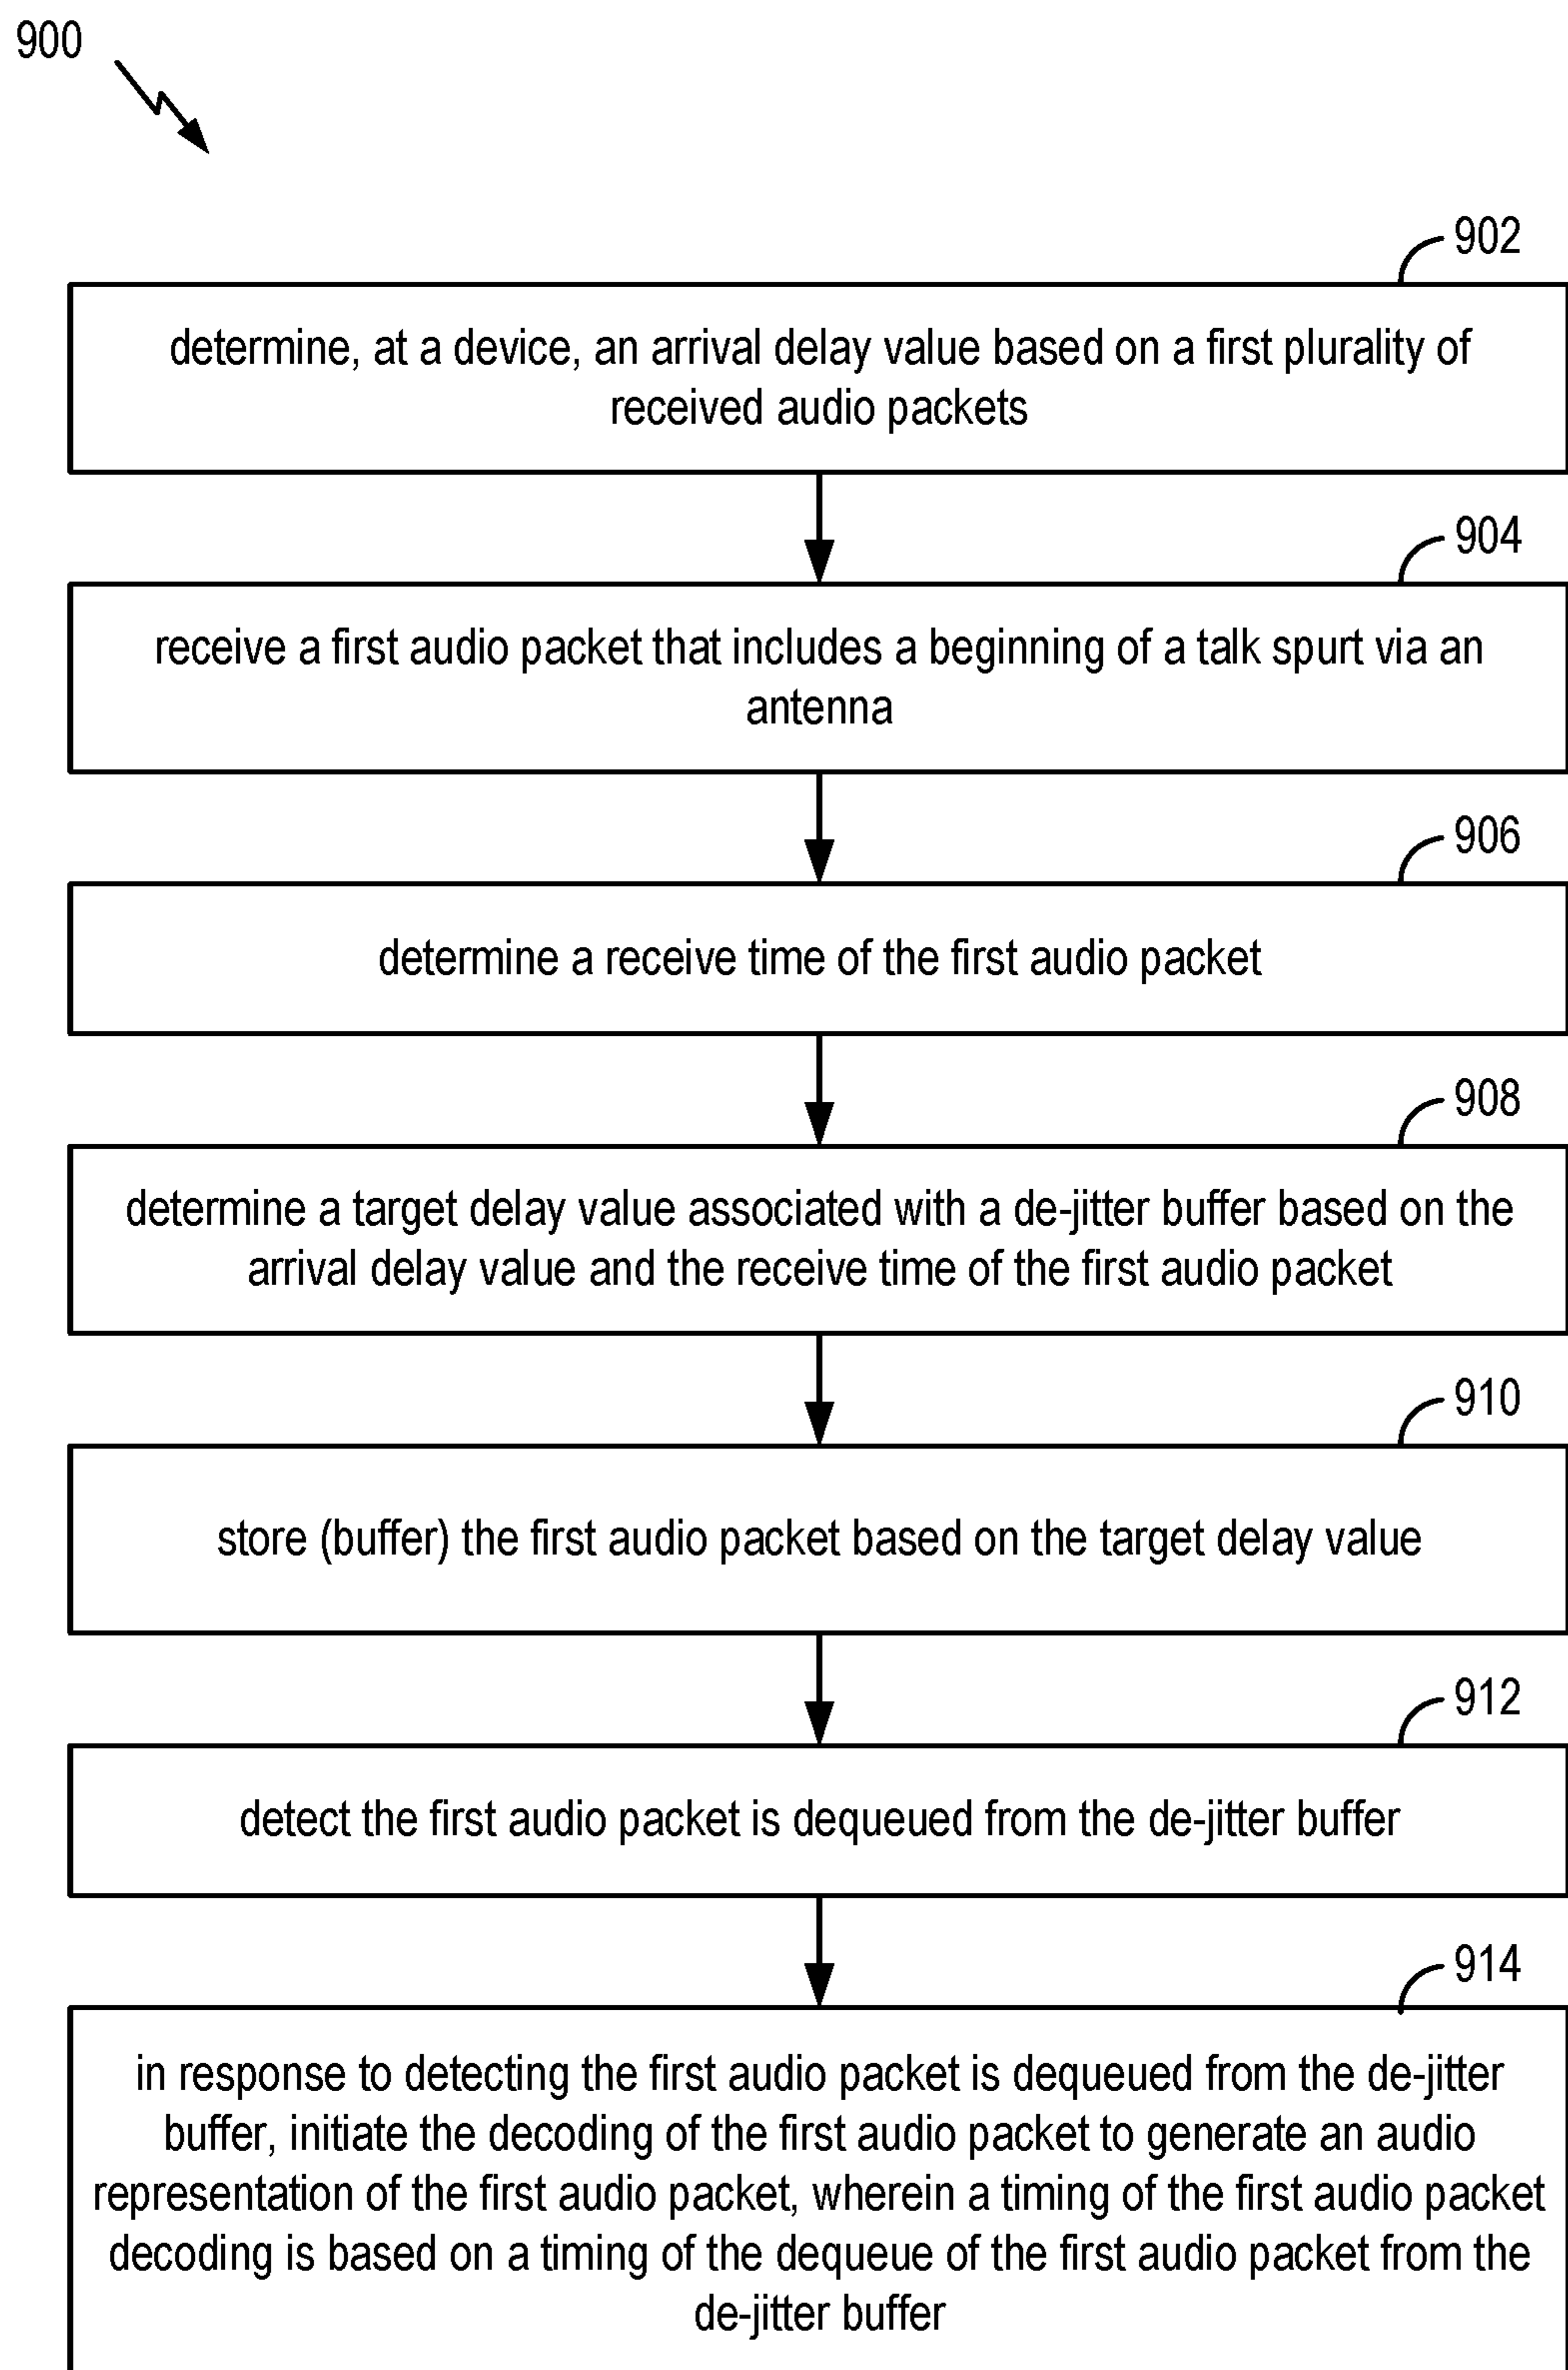 900
902
determine, at a device, an arrival delay value based on a first plurality of
received audio packets
904
receive a first audio packet that includes a beginning of a talk spurt via an
antenna
906
determine a receive time of the first audio packet
908
determine a target delay value associated with a de-jitter buffer based on the
arrival delay value and the receive time of the first audio packet
910
store (buffer) the first audio packet based on the target delay value
912
detect the first audio packet is dequeued from the de-jitter buffer
914
in response to detecting the first audio packet is dequeued from the de-jitter
buffer, initiate the decoding of the first audio packet to generate an audio
representation of the first audio packet, wherein a timing of the first audio packet
decoding is based on a timing of the dequeue of the first audio packet from the
de-jitter buffer